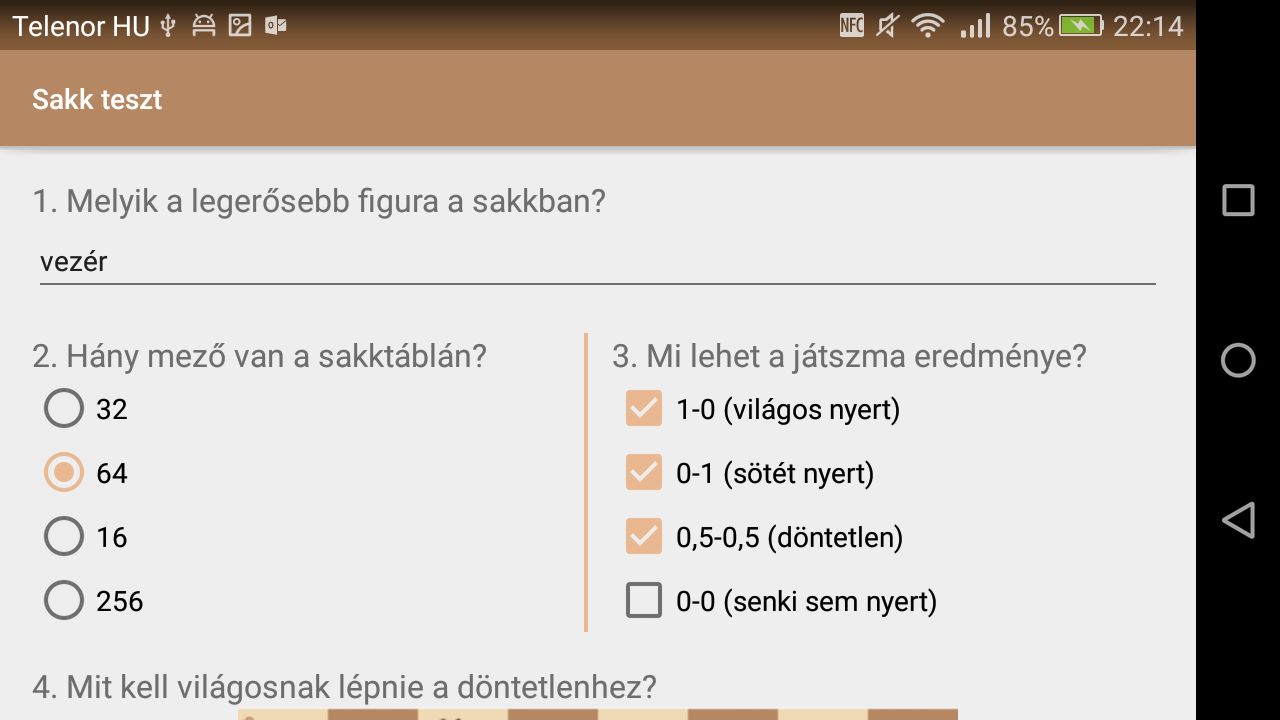 Telenor HU NFC 85% 22:14
Sakk teszt
1. Melyik a legerősebb figura a sakkban?
vezér
2. Hány mező van a sakktáblán?
32
64
16
256
3. Mi lehet a játszma eredménye?
1-0 (világos nyert)
0-1 (sötét nyert)
0,5-0,5 (döntetlen)
0-0 (senki sem nyert)
4. Mit kell világosnak lépnie a döntetlenhez?